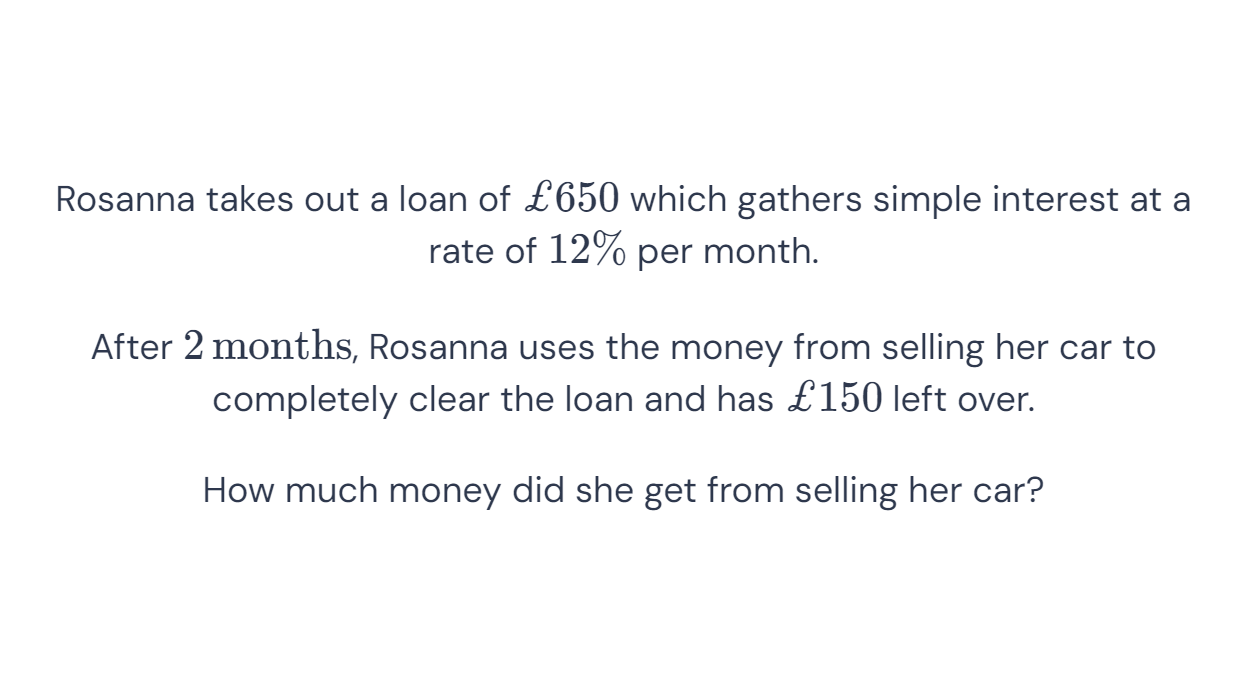 Rosanna takes out a loan of £650 which gathers simple interest at a
rate of 12% per month.
After 2 months, Rosanna uses the money from selling her car to
completely clear the loan and has £150 left over.
How much money did she get from selling her car?